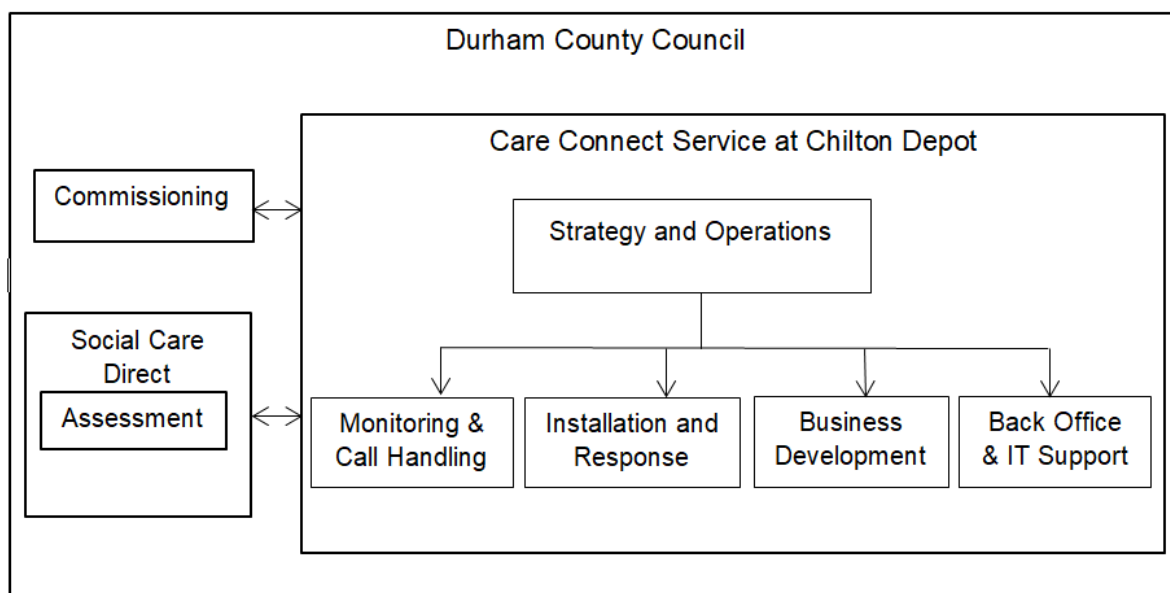 Durham County Council
Care Connect Service at Chilton Depot
Commissioning
Strategy and Operations
Social Care
Direct
Assessment
Monitoring &
Call Handling
Installation and
Response
Business
Development
Back Office
& IT Support